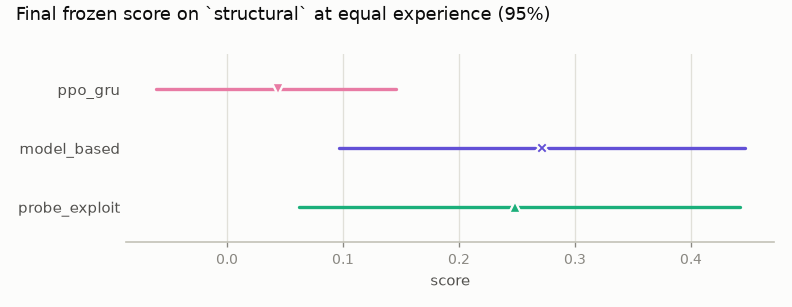 Final frozen score on `structural` at equal experience (95%)
ppo_gru
model_based
probe_exploit
0.0 0.1 0.2 0.3 0.4
score